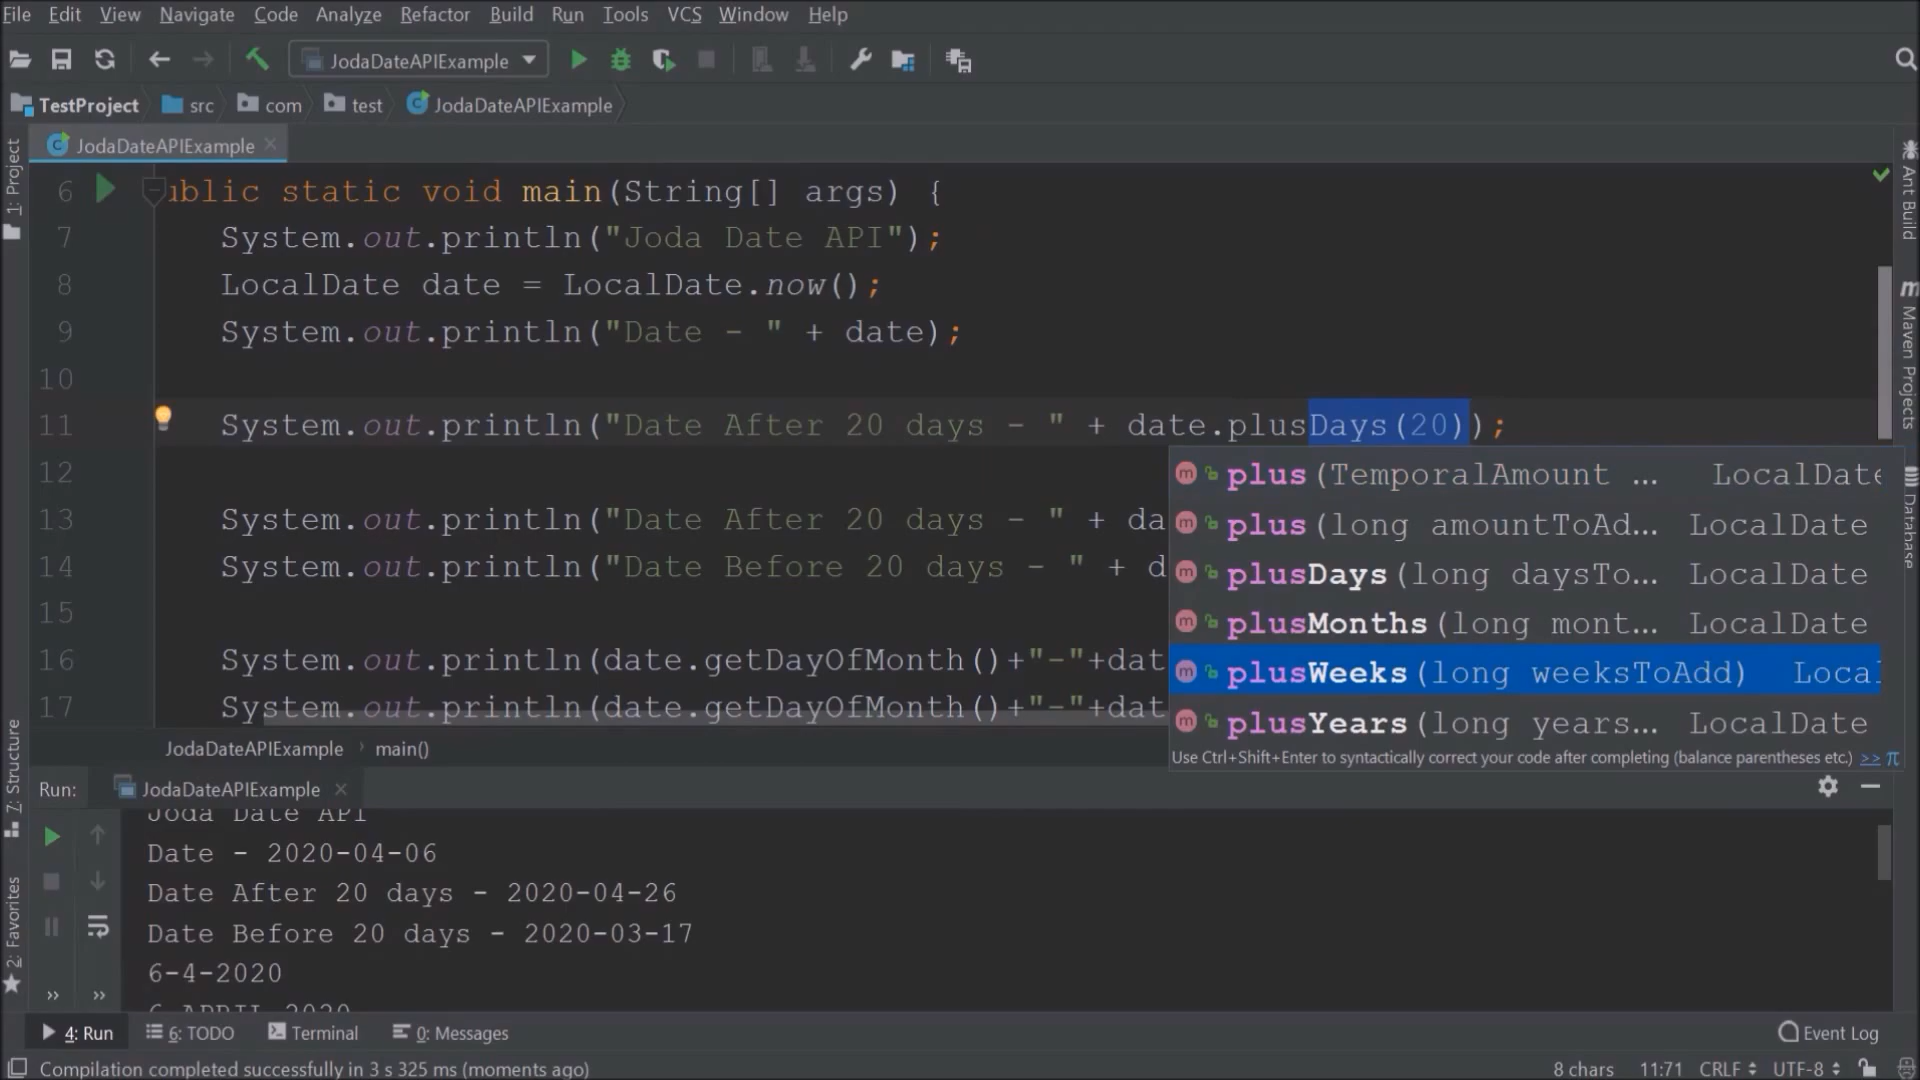 File Edit View Navigate Code Analyze Refactor Build Run Tools VCS Window Help
JodaDateAPIExample
TestProject src com test JodaDateAPIExample
JodaDateAPIExample
1: Project
Ant Build
Maven Projects
Database
6 ublic static void main(String[] args) {
7 System.out.println("Joda Date API");
8 LocalDate date = LocalDate.now();
9 System.out.println("Date - " + date);
10
11 System.out.println("Date After 20 days - " + date.plusDays(20));
12
13 System.out.println("Date After 20 days - " + da
14 System.out.println("Date Before 20 days - " + d
15
16 System.out.println(date.getDayOfMonth()+"-"+dat
17 System.out.println(date.getDayOfMonth()+"-"+dat
plus(TemporalAmount ... LocalDate
plus(long amountToAd... LocalDate
plusDays(long daysTo... LocalDate
plusMonths(long mont... LocalDate
plusWeeks(long weeksToAdd) Local
plusYears(long years... LocalDate
Use Ctrl+Shift+Enter to syntactically correct your code after completing (balance parentheses etc.) >> π
JodaDateAPIExample › main()
7: Structure
2: Favorites
Run: JodaDateAPIExample
Joda Date API
Date - 2020-04-06
Date After 20 days - 2020-04-26
Date Before 20 days - 2020-03-17
6-4-2020
6-APRIL-2020
4: Run 6: TODO Terminal 0: Messages Event Log
Compilation completed successfully in 3 s 325 ms (moments ago) 8 chars 11:71 CRLF UTF-8